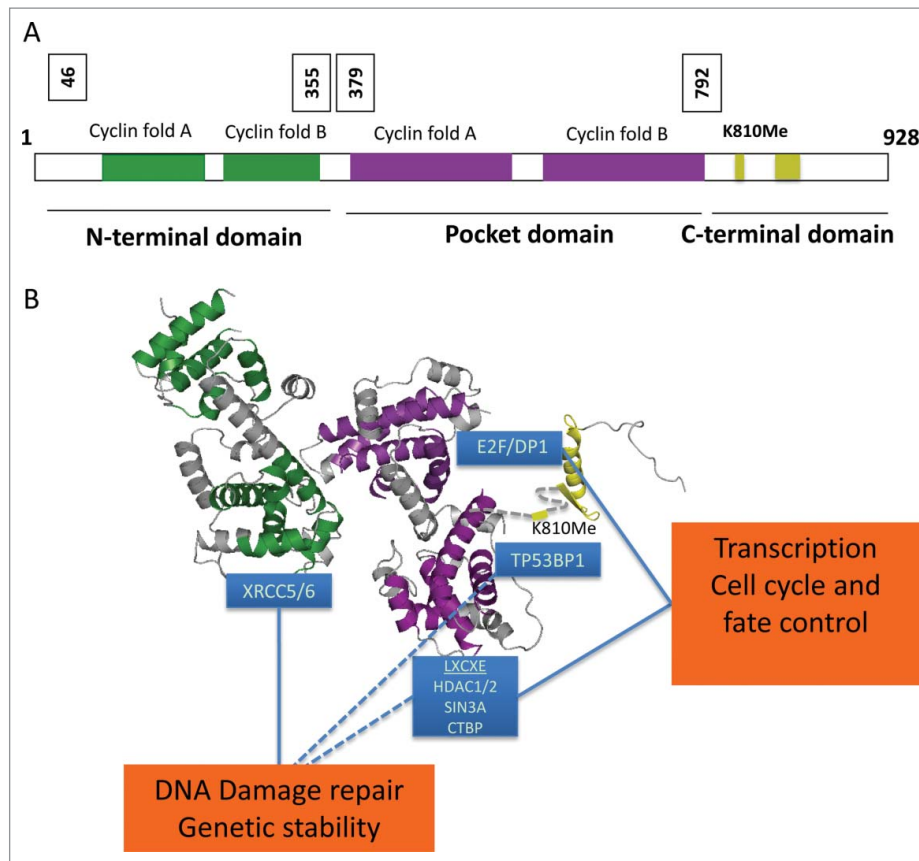 A
46
355
379
792
1
Cyclin fold A
Cyclin fold B
Cyclin fold A
Cyclin fold B
K810Me
928
N-terminal domain
Pocket domain
C-terminal domain
B
E2F/DP1
K810Me
TP53BP1
XRCC5/6
LXCXE
HDAC1/2
SIN3A
CTBP
Transcription
Cell cycle and
fate control
DNA Damage repair
Genetic stability